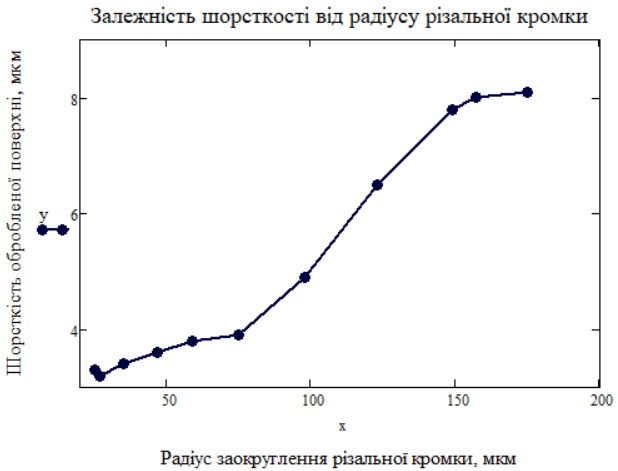 Залежність шорсткості від радіусу різальної кромки
Шорсткість обробленої поверхні, мкм
y
8
6
4
50
100
150
200
x
Радіус заокруглення різальної кромки, мкм